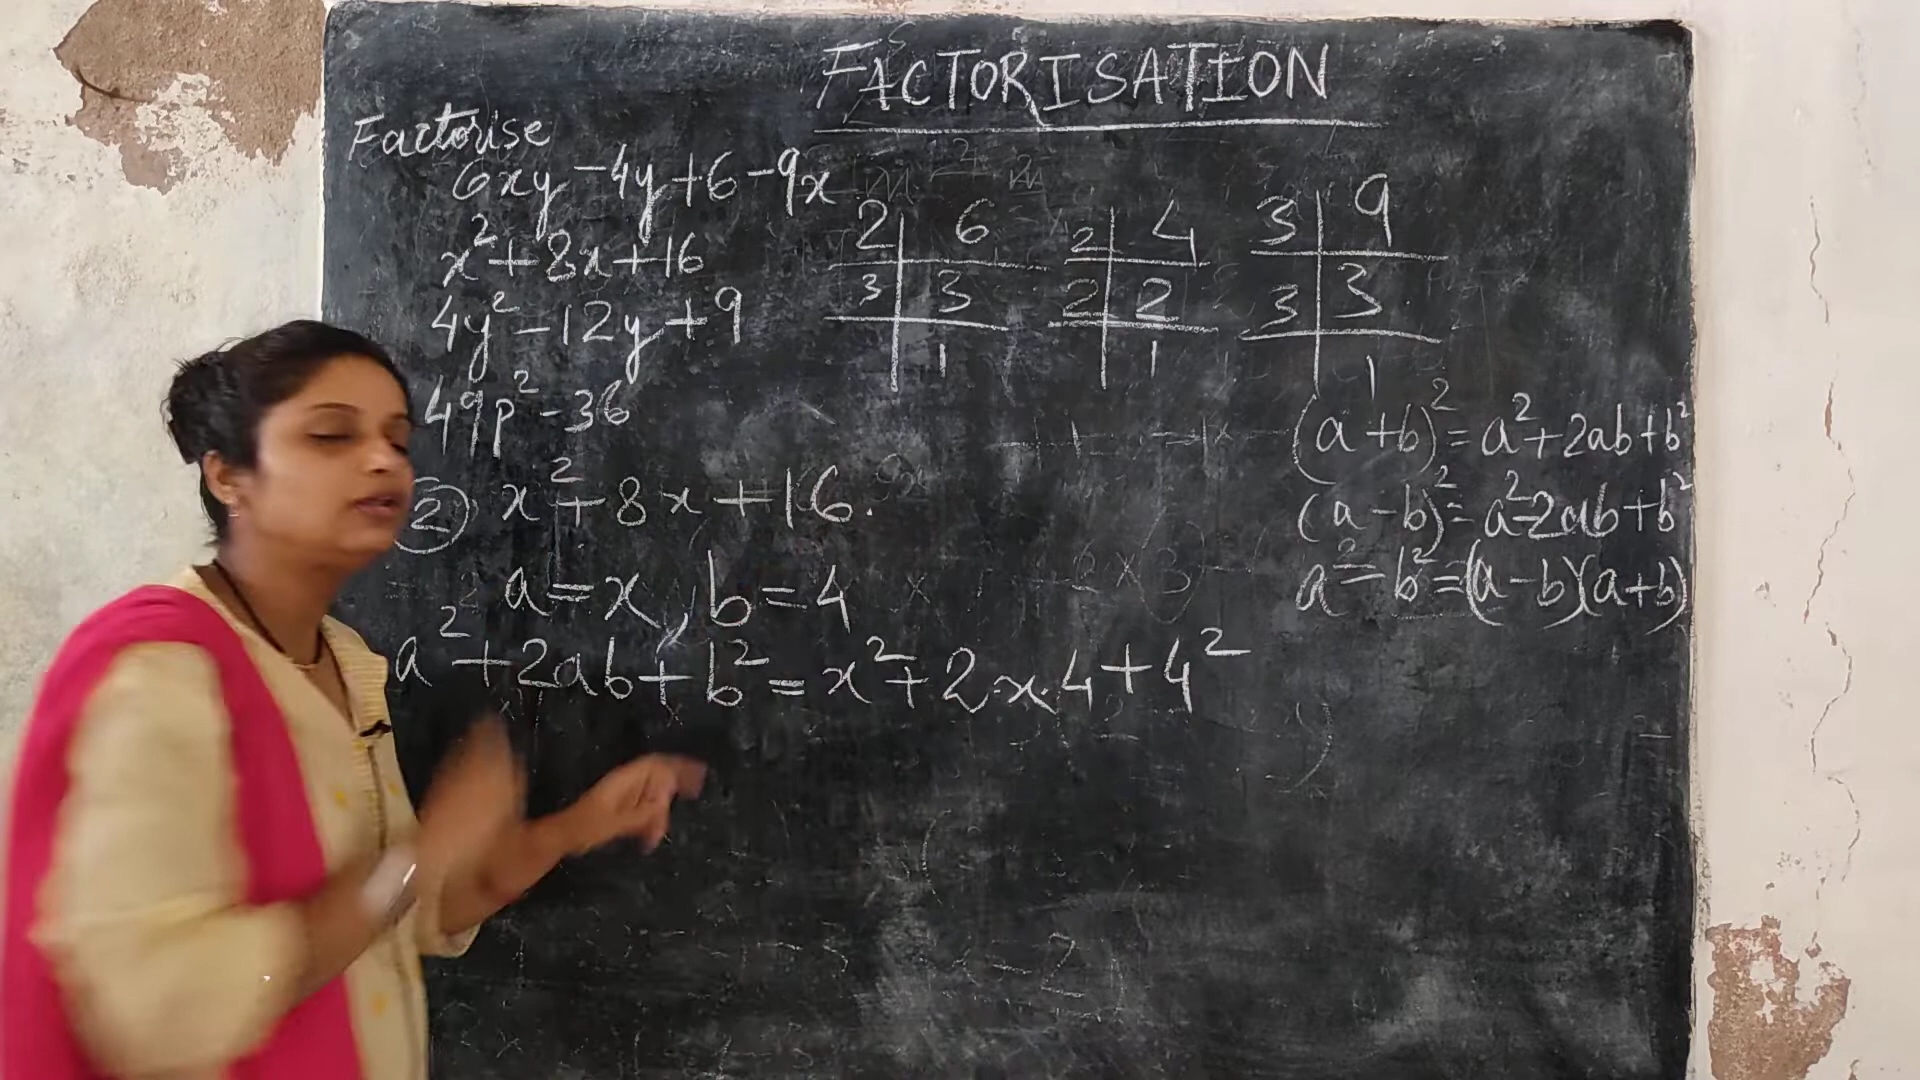 FACTORISATION
Factorise
6xy-4y+6-9x
x²+8x+16
4y²-12y+9
49p²-36
2 | 6
3 | 3
1
2 | 4
2 | 2
1
3 | 9
3 | 3
1
(a+b)²=a²+2ab+b²
(a-b)²=a²-2ab+b²
a²-b²=(a-b)(a+b)
② x²+8x+16.
a=x, b=4
a²+2ab+b²=x²+2.x.4+4²